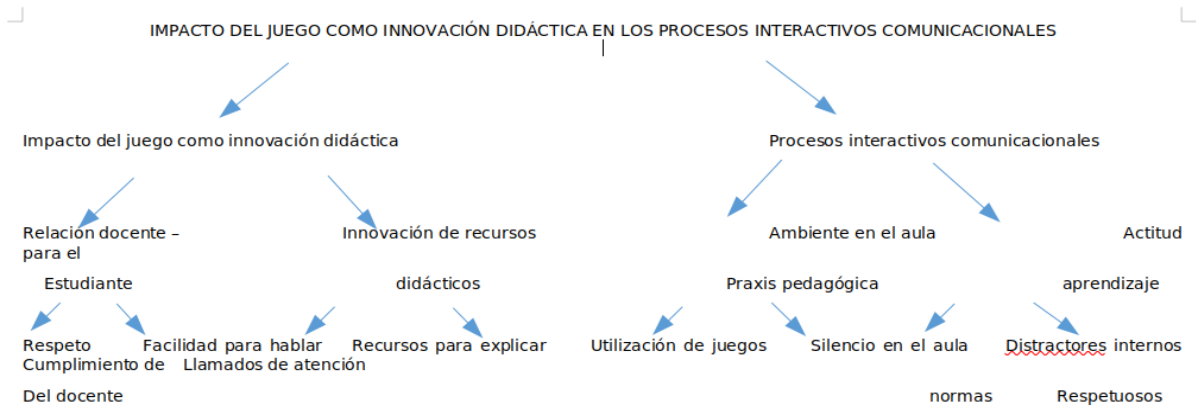 IMPACTO DEL JUEGO COMO INNOVACIÓN DIDÁCTICA EN LOS PROCESOS INTERACTIVOS COMUNICACIONALES
Impacto del juego como innovación didáctica Procesos interactivos comunicacionales
Relación docente – Innovación de recursos Ambiente en el aula Actitud
para el
Estudiante didácticos Praxis pedagógica aprendizaje
Respeto Facilidad para hablar Recursos para explicar Utilización de juegos Silencio en el aula Distractores internos
Cumplimiento de Llamados de atención
Del docente normas Respetuosos